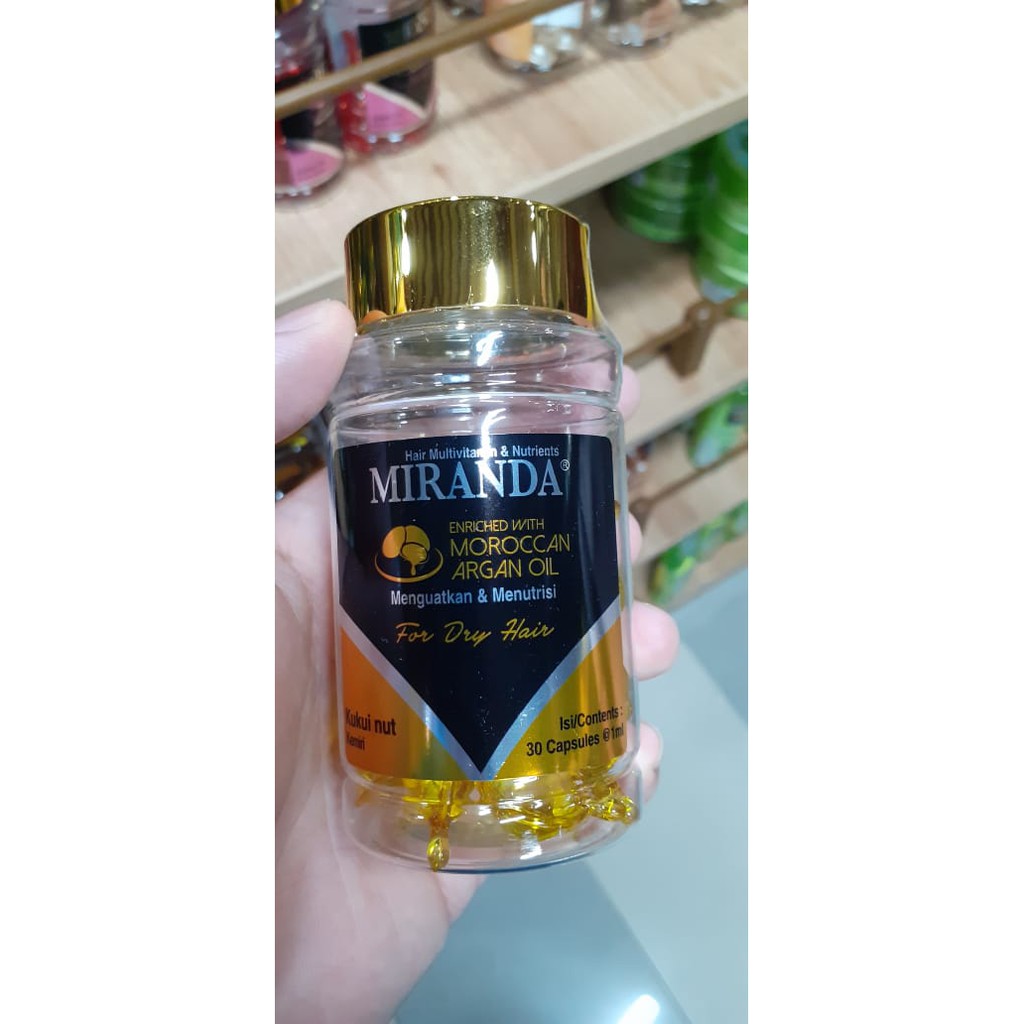 Hair Multivitamin & Nutrients
MIRANDA®
ENRICHED WITH
MOROCCAN
ARGAN OIL
Menguatkan & Menutrisi
For Dry Hair
Kukui nut
Kemiri
Isi/Contents :
30 Capsules @1ml